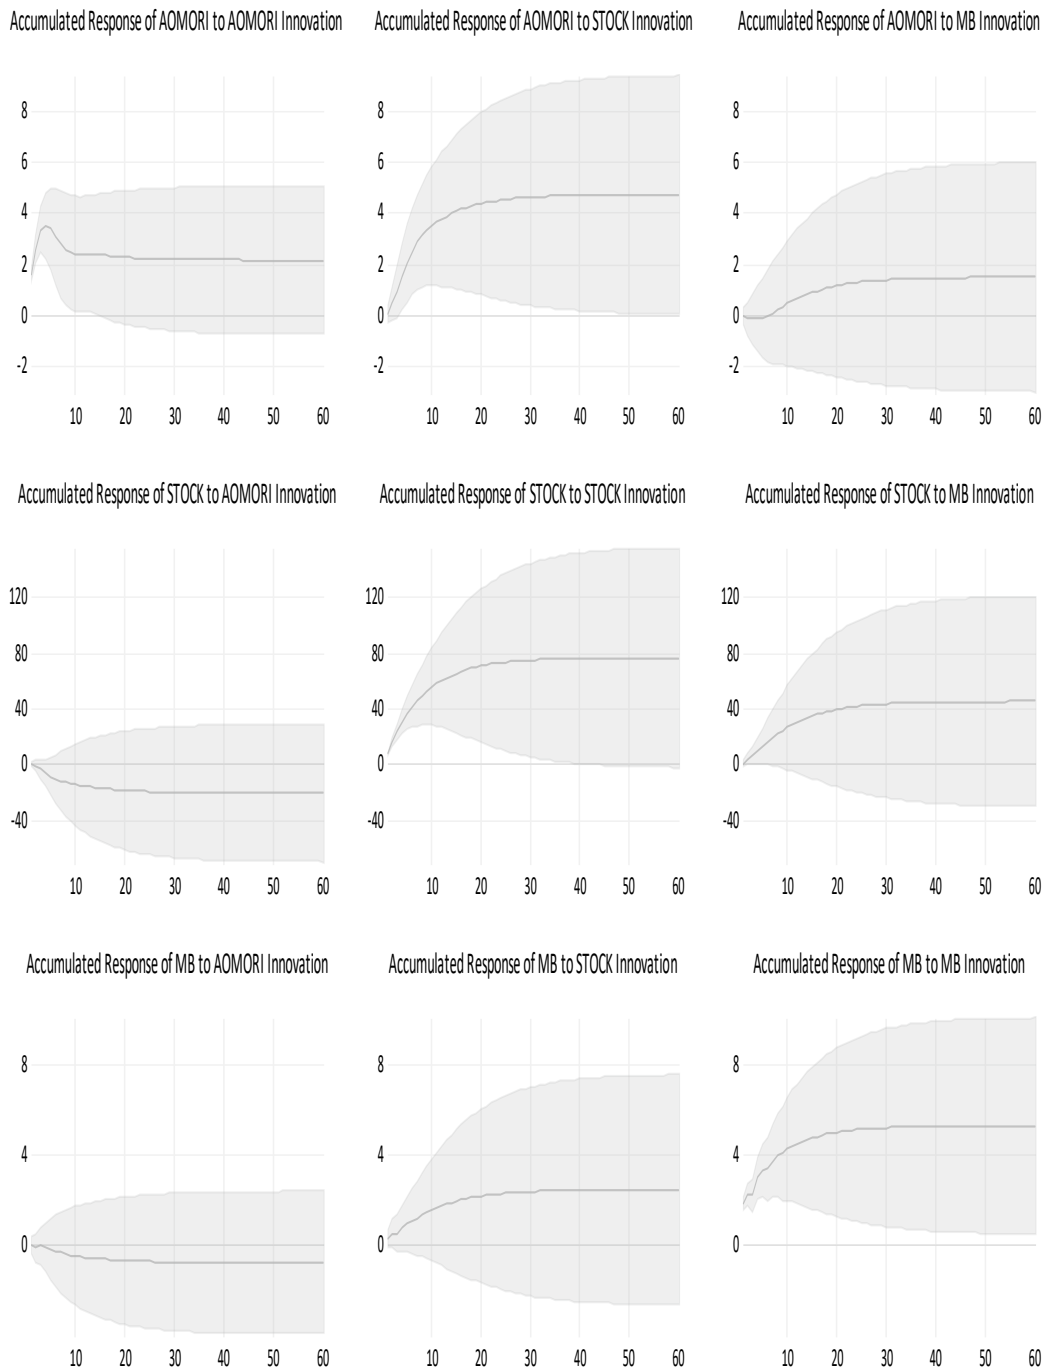 Accumulated Response of AOMORI to AOMORI Innovation
Accumulated Response of AOMORI to STOCK Innovation
Accumulated Response of AOMORI to MB Innovation
8
6
4
2
0
-2
10 20 30 40 50 60
8
6
4
2
0
-2
10 20 30 40 50 60
8
6
4
2
0
-2
10 20 30 40 50 60
Accumulated Response of STOCK to AOMORI Innovation
Accumulated Response of STOCK to STOCK Innovation
Accumulated Response of STOCK to MB Innovation
120
80
40
0
-40
10 20 30 40 50 60
120
80
40
0
-40
10 20 30 40 50 60
120
80
40
0
-40
10 20 30 40 50 60
Accumulated Response of MB to AOMORI Innovation
Accumulated Response of MB to STOCK Innovation
Accumulated Response of MB to MB Innovation
8
4
0
10 20 30 40 50 60
8
4
0
10 20 30 40 50 60
8
4
0
10 20 30 40 50 60